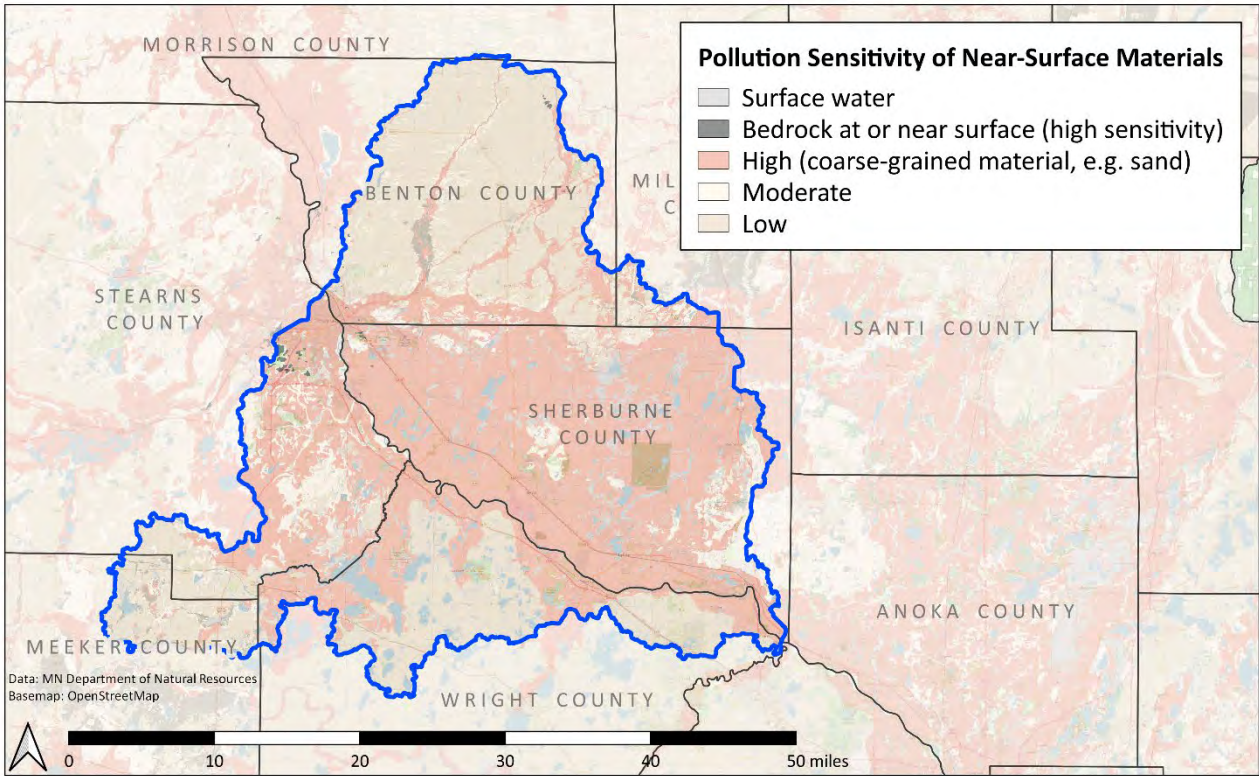 MORRISON COUNTY
Pollution Sensitivity of Near-Surface Materials
Surface water
Bedrock at or near surface (high sensitivity)
High (coarse-grained material, e.g. sand)
Moderate
Low
BENTON COUNTY
MIL
C
STEARNS
COUNTY
ISANTI COUNTY
SHERBURNE
COUNTY
ANOKA COUNTY
MEEKER COUNTY
WRIGHT COUNTY
Data: MN Department of Natural Resources
Basemap: OpenStreetMap
0 10 20 30 40 50 miles